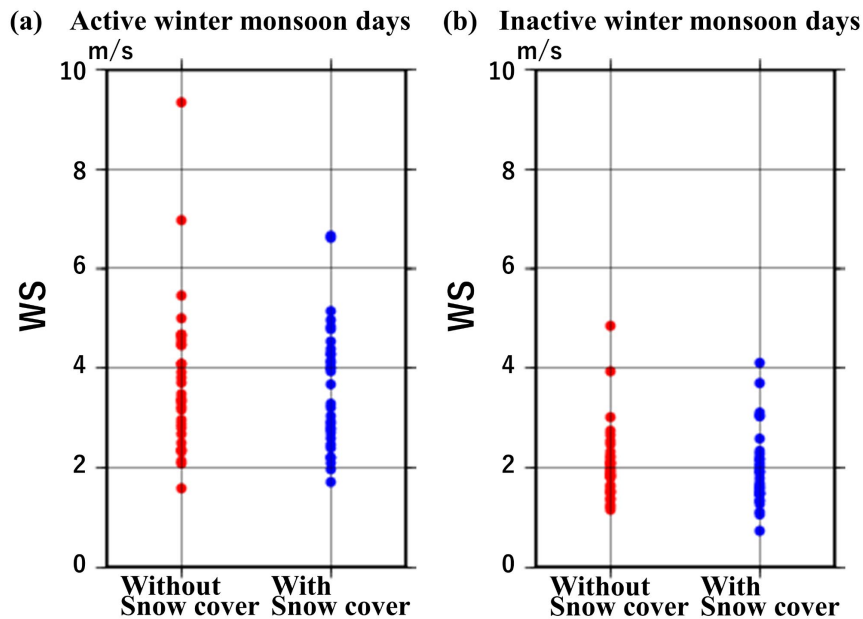 (a) Active winter monsoon days
m/s
10
8
6
4
2
0
WS
Without
Snow cover
With
Snow cover
(b) Inactive winter monsoon days
m/s
10
8
6
4
2
0
WS
Without
Snow cover
With
Snow cover